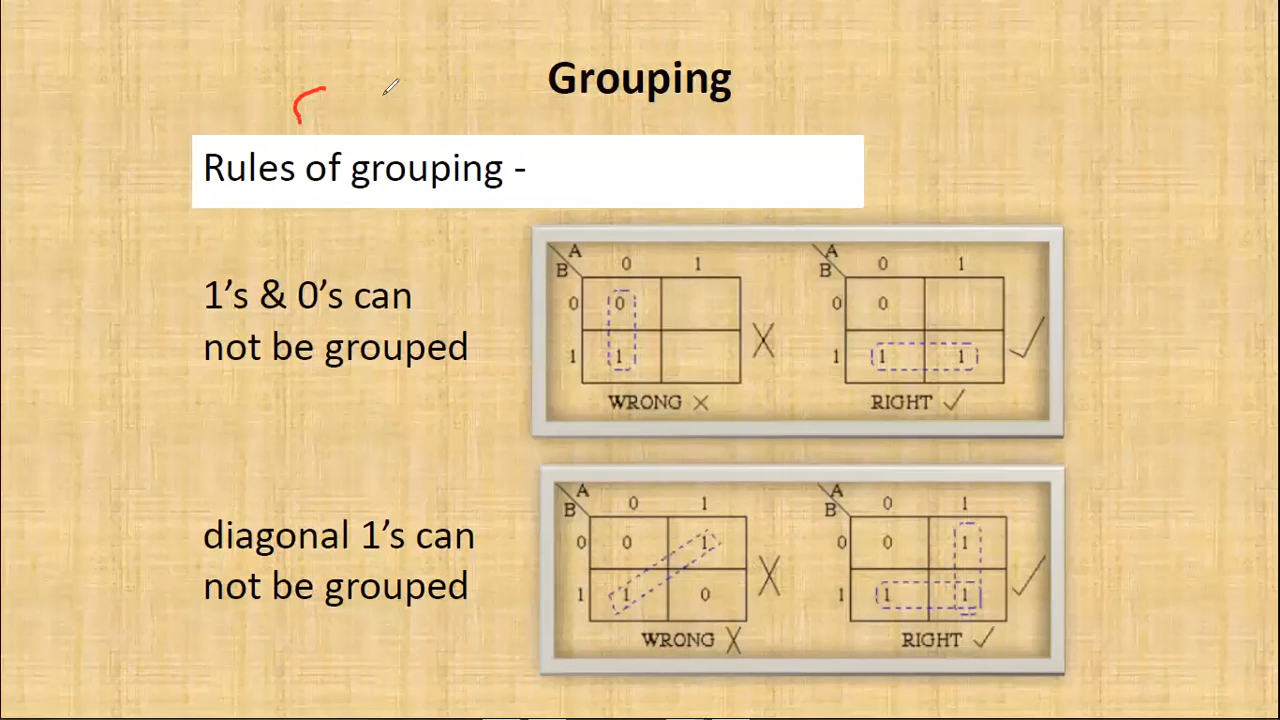 Grouping
Rules of grouping -
1's & 0's can
not be grouped
A
B
0 1
0 0
1 1
WRONG X
A
B
0 1
0 0
1 1 1
RIGHT ✓
diagonal 1's can
not be grouped
A
B
0 1
0 0 1
1 1 0
WRONG X
A
B
0 1
0 0 1
1 1 1
RIGHT ✓